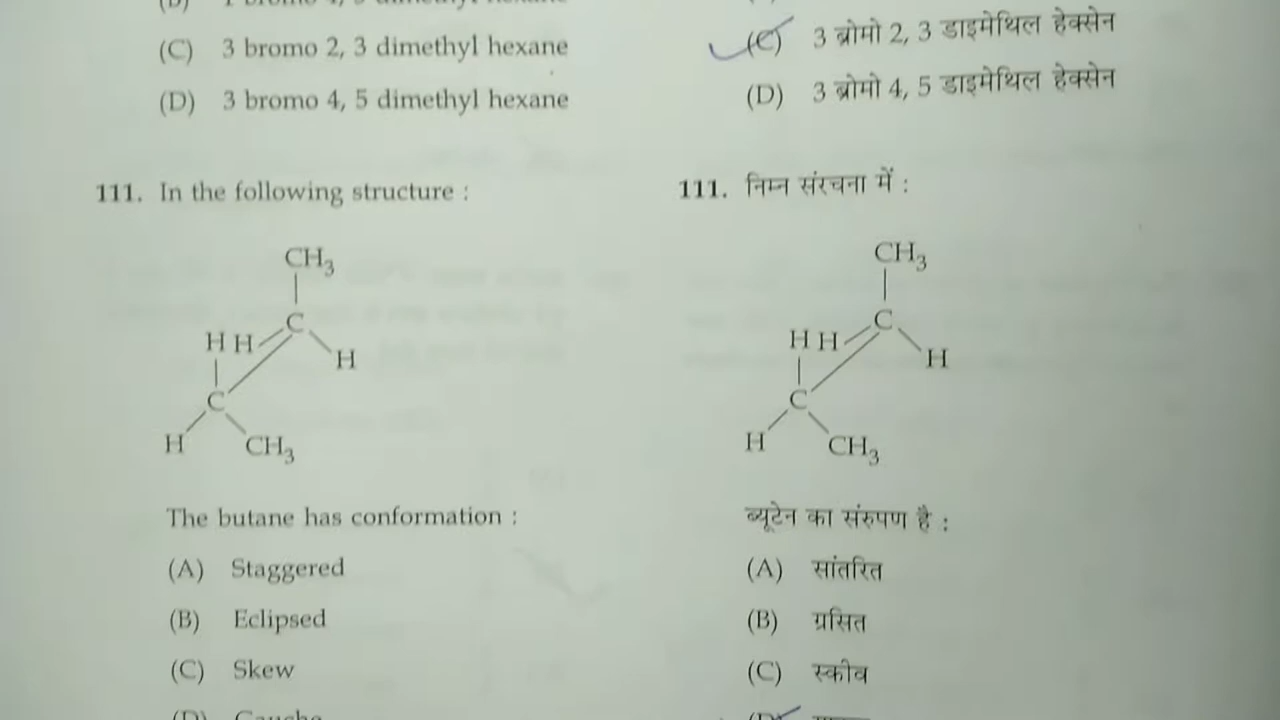 (C) 3 bromo 2, 3 dimethyl hexane
(D) 3 bromo 4, 5 dimethyl hexane
111. In the following structure :
CH3
C
H H
H
C
H
CH3
The butane has conformation :
(A) Staggered
(B) Eclipsed
(C) Skew
(D) Gauche
(C) 3 ब्रोमो 2, 3 डाइमेथिल हेक्सेन
(D) 3 ब्रोमो 4, 5 डाइमेथिल हेक्सेन
111. निम्न संरचना में :
CH3
C
H H
H
C
H
CH3
ब्यूटेन का संरुपण है :
(A) सांतरित
(B) ग्रसित
(C) स्कीव
(D)